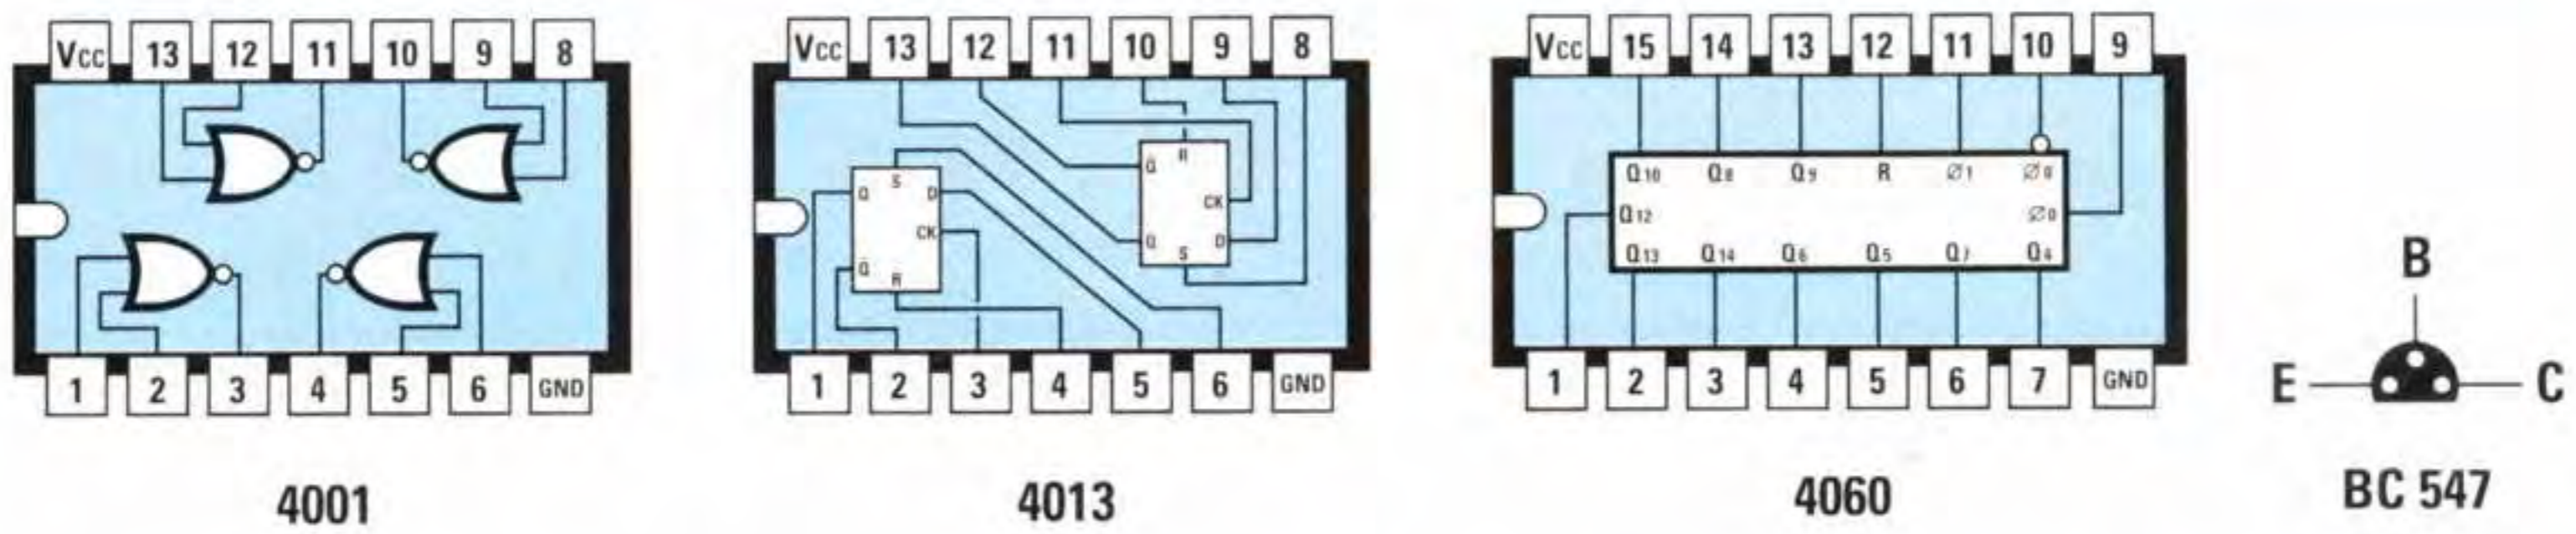 Vcc 13 12 11 10 9 8
1 2 3 4 5 6 GND
4001
Vcc 13 12 11 10 9 8
Q S D CK Q̄ R
Q̄ R CK Q S D
1 2 3 4 5 6 GND
4013
Vcc 15 14 13 12 11 10 9
Q10 Q8 Q9 R Ø1 Ø0
Q12 Ø0
Q13 Q14 Q6 Q5 Q7 Q4
1 2 3 4 5 6 7 GND
4060
B
E C
BC 547